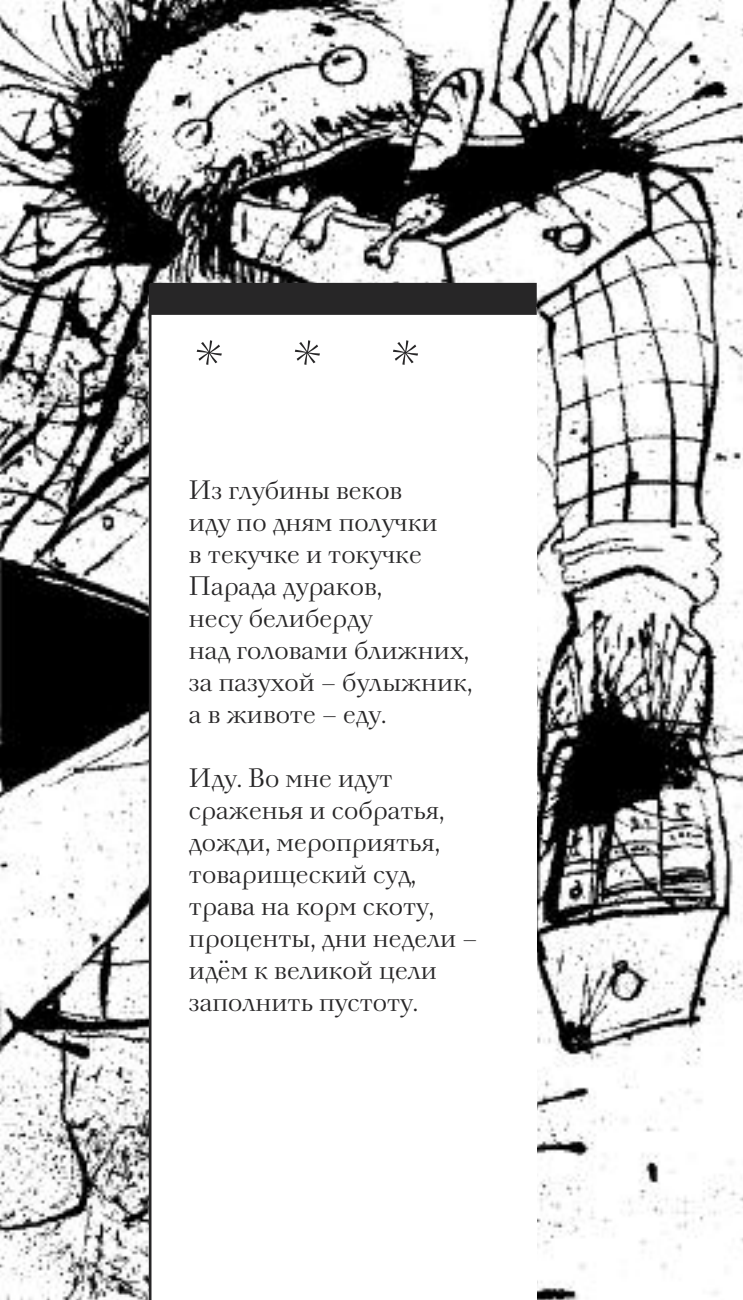 * * *
Из глубины веков
иду по дням получки
в текучке и токучке
Парада дураков,
несу белиберду
над головами ближних,
за пазухой – булыжник,
а в животе – еду.
Иду. Во мне идут
сраженья и собратья,
дожди, мероприятья,
товарищеский суд,
трава на корм скоту,
проценты, дни недели –
идём к великой цели
заполнить пустоту.